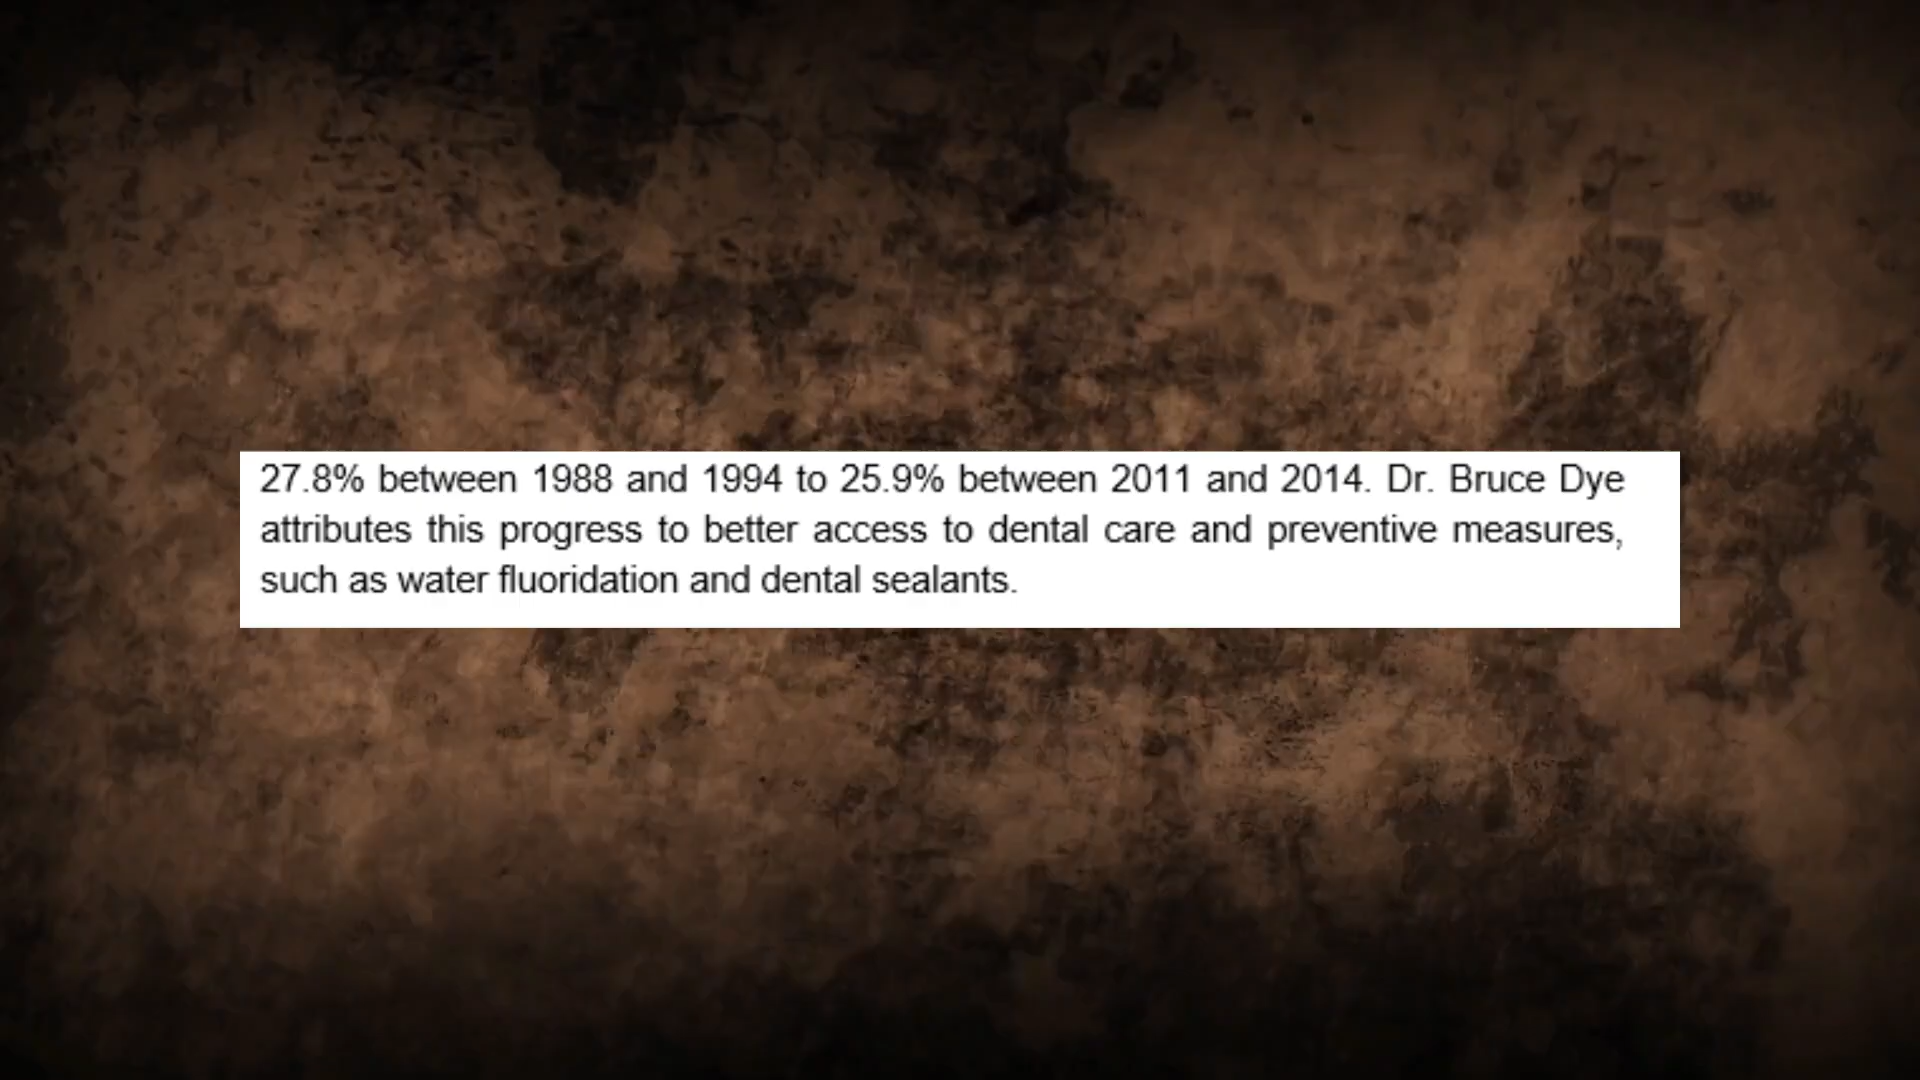 27.8% between 1988 and 1994 to 25.9% between 2011 and 2014. Dr. Bruce Dye
attributes this progress to better access to dental care and preventive measures,
such as water fluoridation and dental sealants.